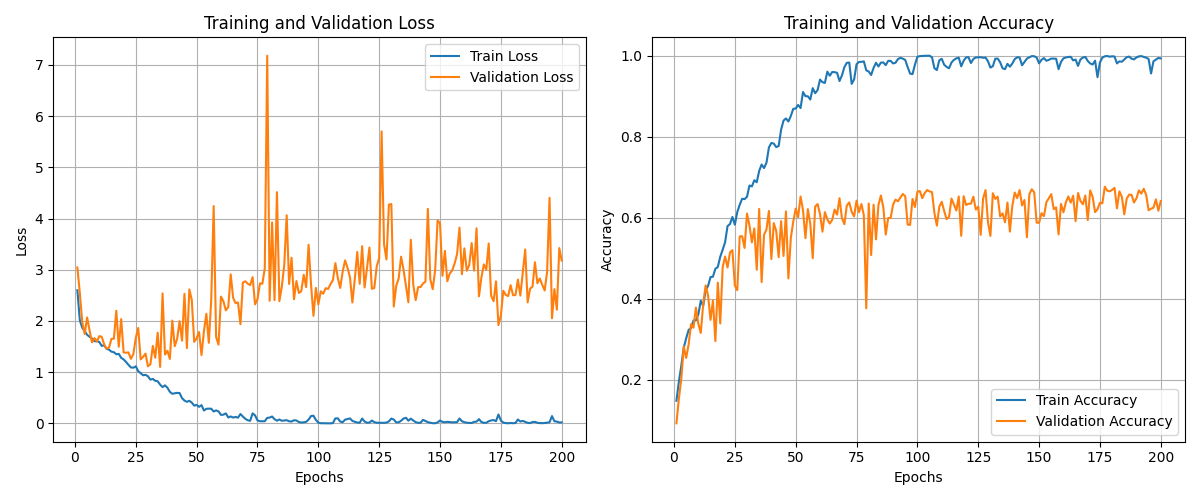 Training and Validation Loss
Train Loss
Validation Loss
7
6
5
4
3
2
1
0
Loss
0 25 50 75 100 125 150 175 200
Epochs
Training and Validation Accuracy
1.0
0.8
0.6
0.4
0.2
Accuracy
Train Accuracy
Validation Accuracy
0 25 50 75 100 125 150 175 200
Epochs